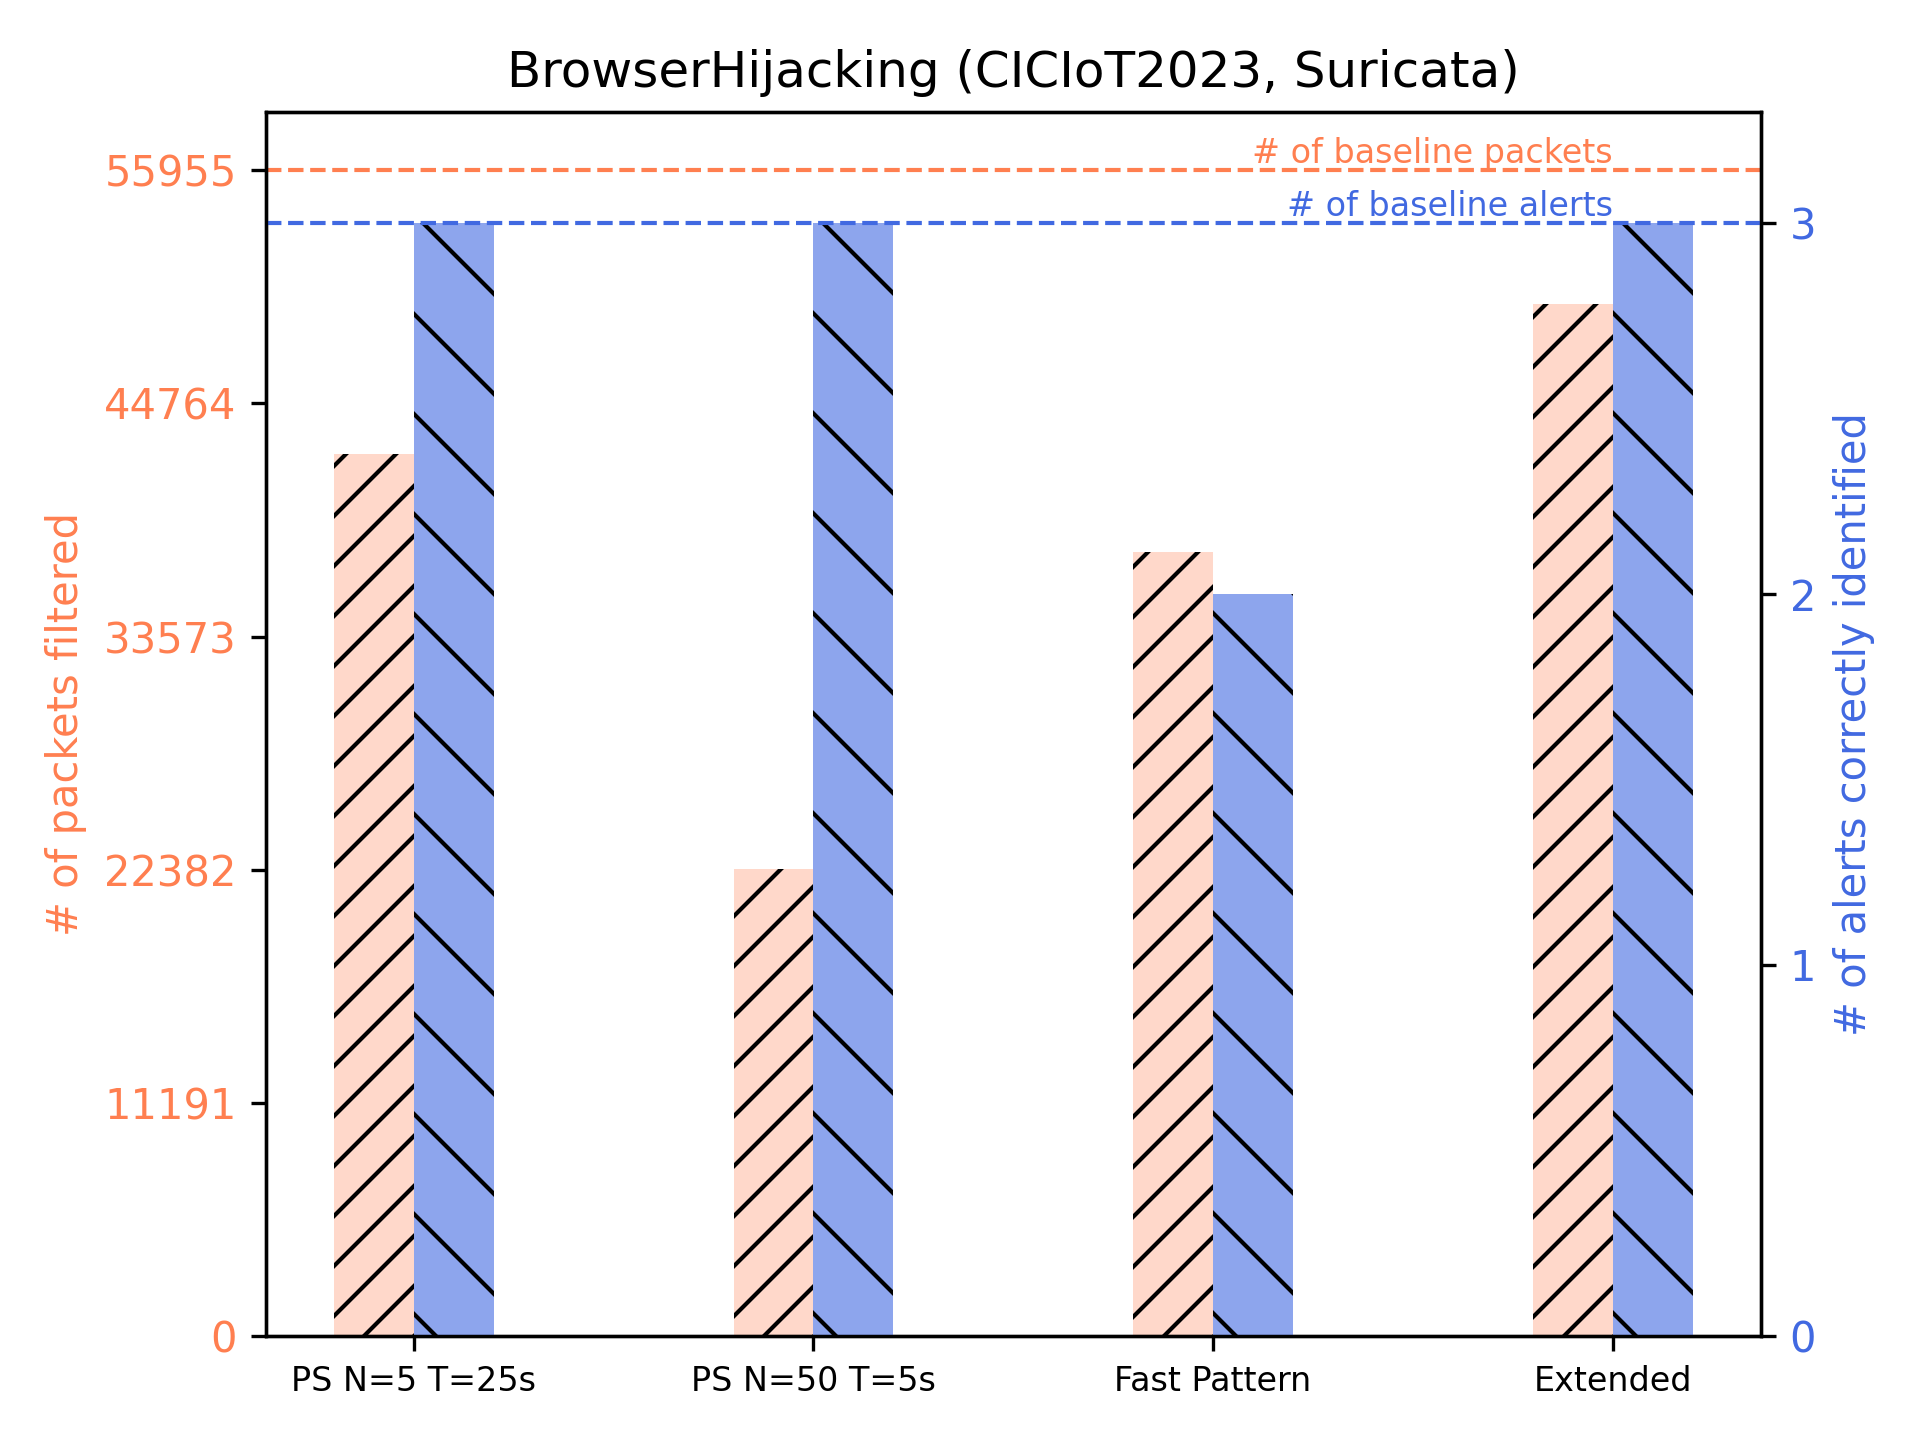 BrowserHijacking (CICIoT2023, Suricata)
# of baseline packets
# of baseline alerts
55955
44764
33573
22382
11191
0
# of packets filtered
3
2
1
0
# of alerts correctly identified
PS N=5 T=25s
PS N=50 T=5s
Fast Pattern
Extended